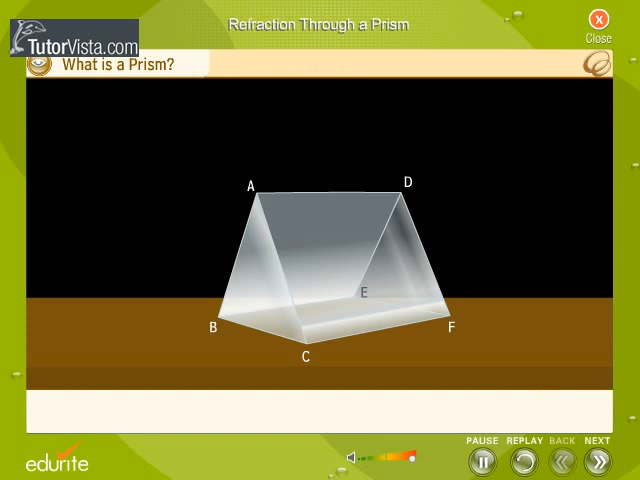 Refraction Through a Prism
X
Close
TutorVista.com
What is a Prism?
A
D
E
B
F
C
PAUSE REPLAY BACK NEXT
edurite